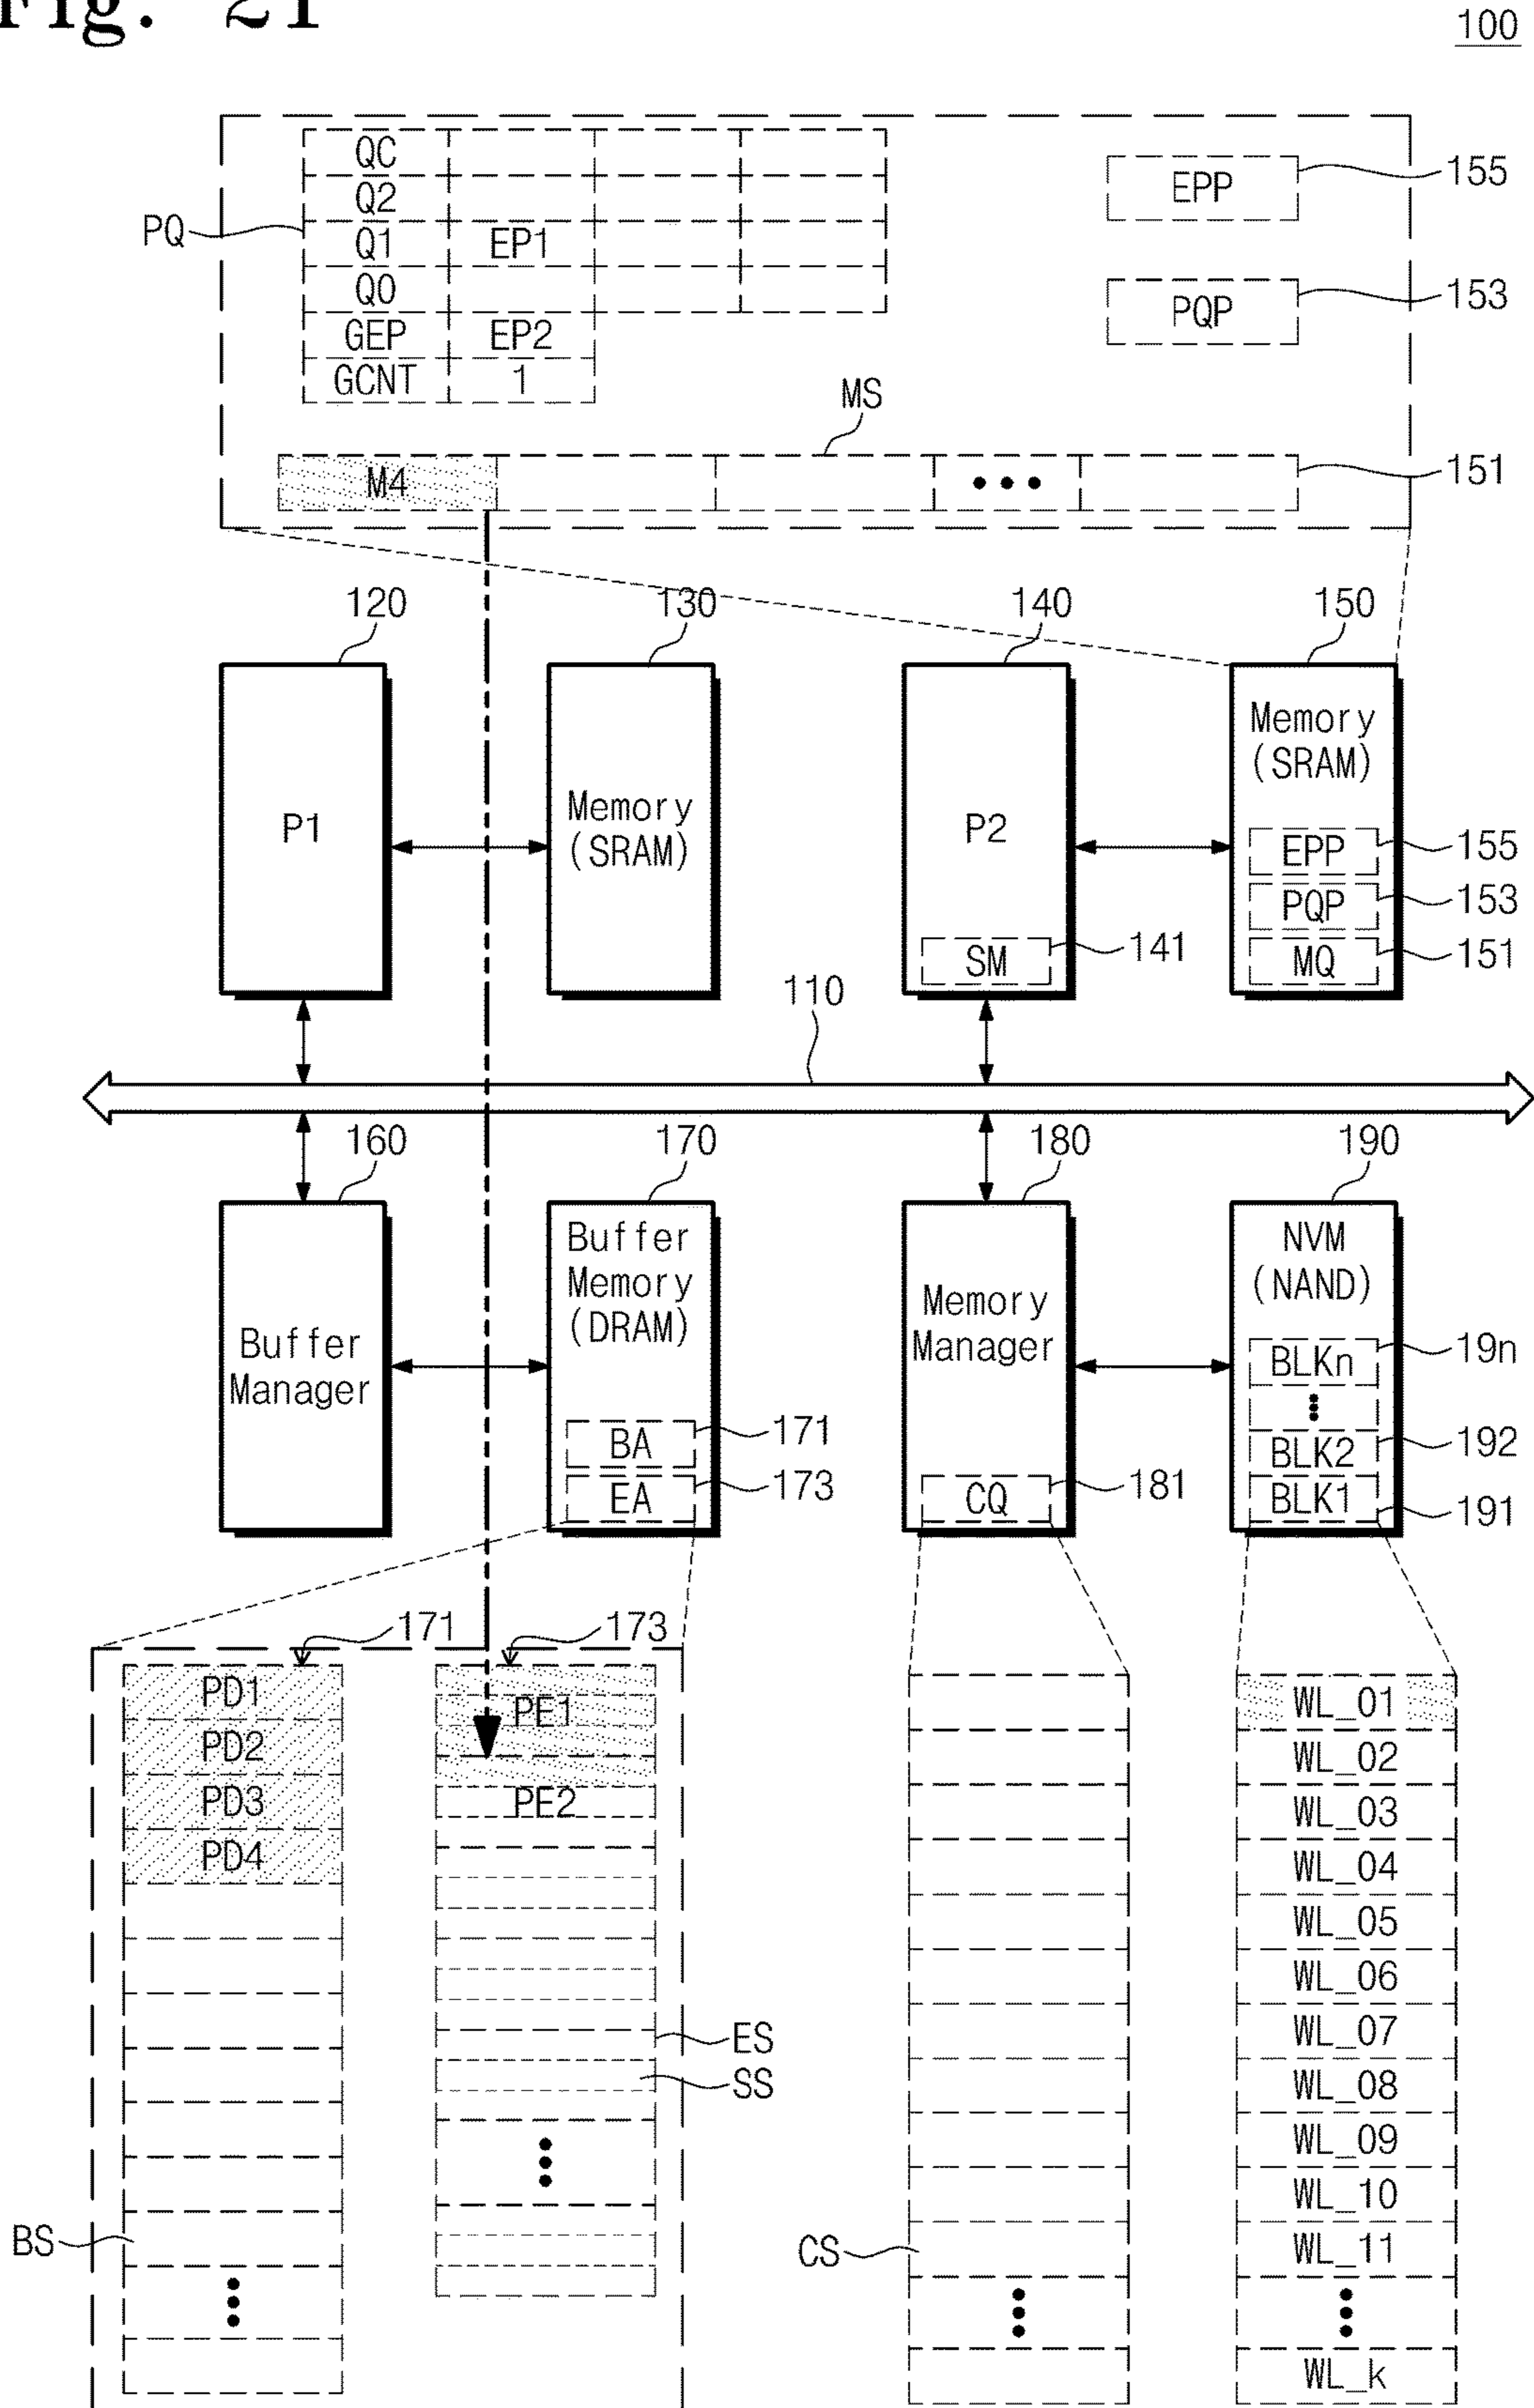 Fig. 21
100
QC
Q2
PQ
Q1 EP1
Q0
GEP EP2
GCNT 1
EPP 155
PQP 153
MS
M4 151
120 130 140 150
P1
Memory
(SRAM)
P2
SM 141
Memory
(SRAM)
EPP 155
PQP 153
MQ 151
110
160 170 180 190
Buffer
Manager
Buffer
Memory
(DRAM)
BA 171
EA 173
Memory
Manager
CQ 181
NVM
(NAND)
BLKn 19n
BLK2 192
BLK1 191
171 173
PD1
PD2
PD3
PD4
BS
PE1
PE2
ES
SS
CS
WL_01
WL_02
WL_03
WL_04
WL_05
WL_06
WL_07
WL_08
WL_09
WL_10
WL_11
WL_k